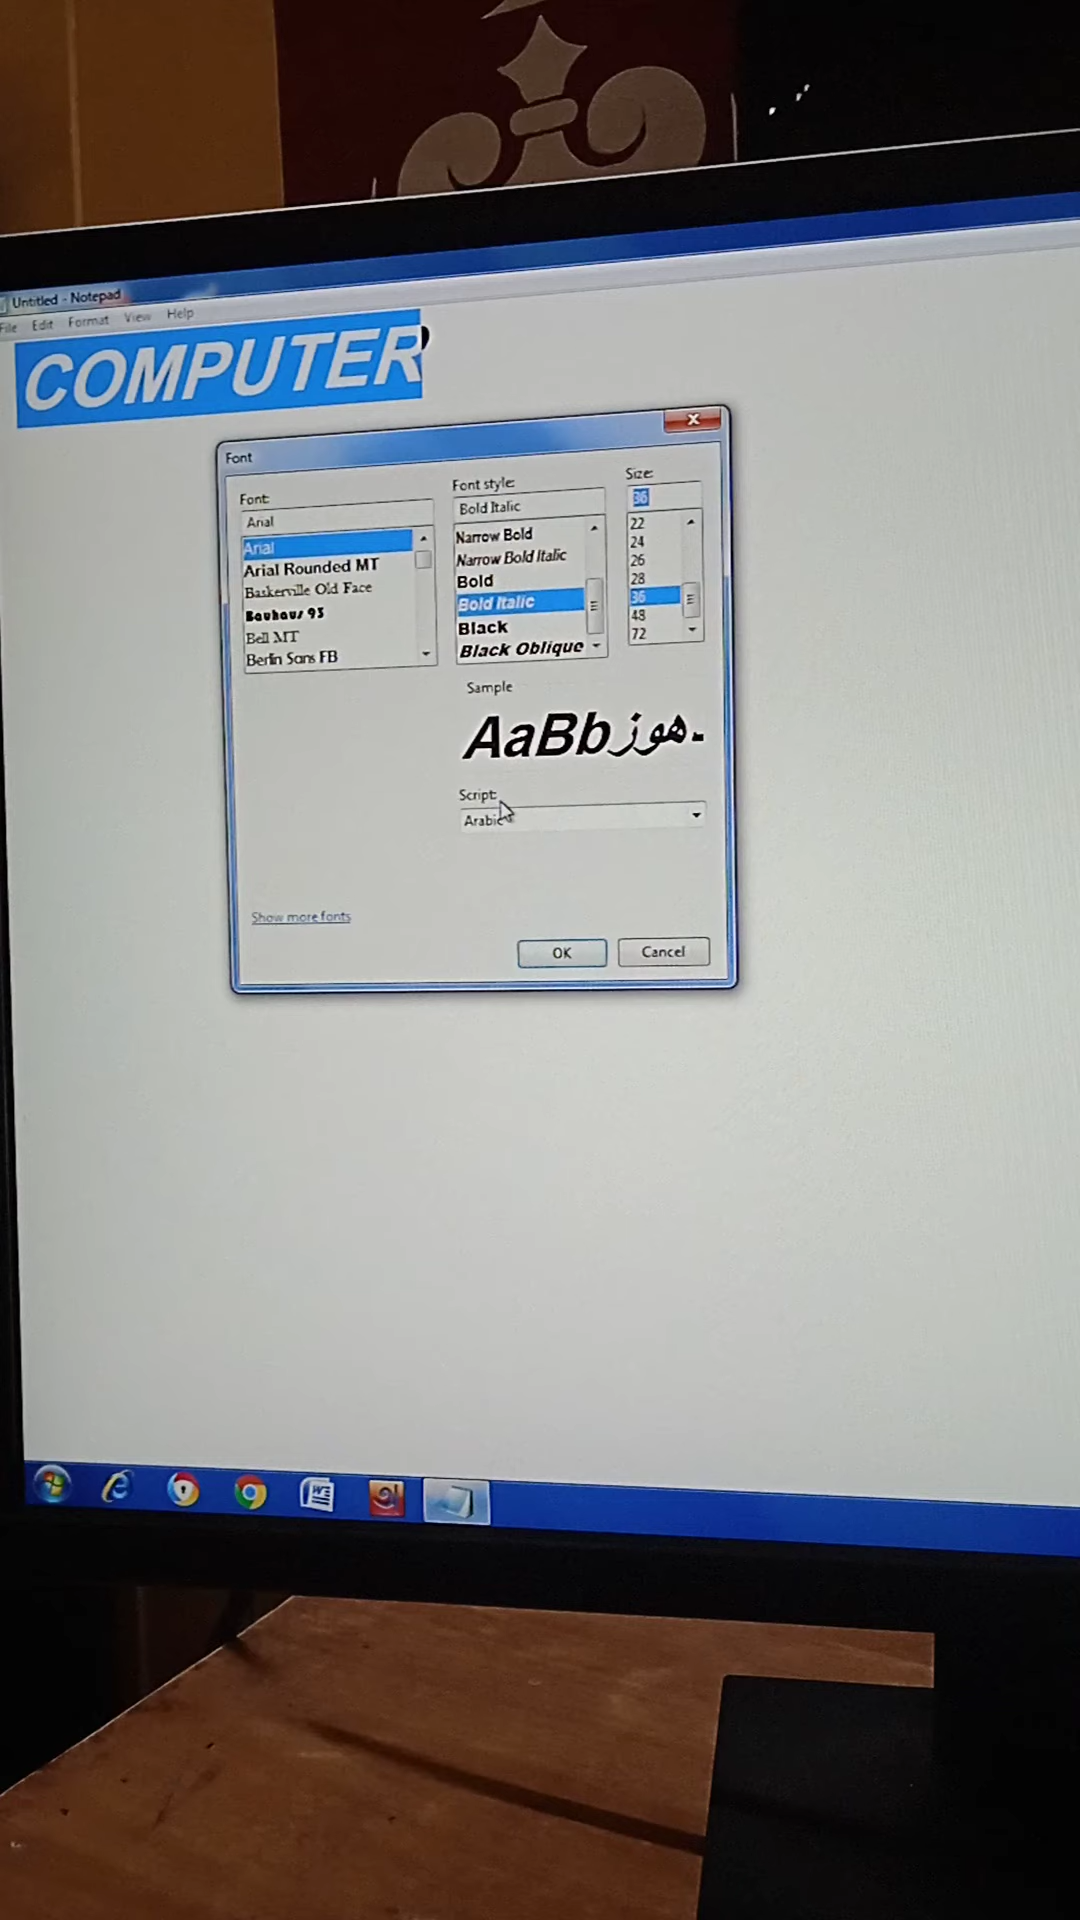 Untitled - Notepad
File Edit Format View Help
COMPUTER
Font
Font:
Arial
Arial
Arial Rounded MT
Baskerville Old Face
Bauhaus 93
Bell MT
Berlin Sans FB
Font style:
Bold Italic
Narrow Bold
Narrow Bold Italic
Bold
Bold Italic
Black
Black Oblique
Size:
36
22
24
26
28
36
48
72
Sample
AaBbهوز
Script:
Arabic
Show more fonts
OK
Cancel